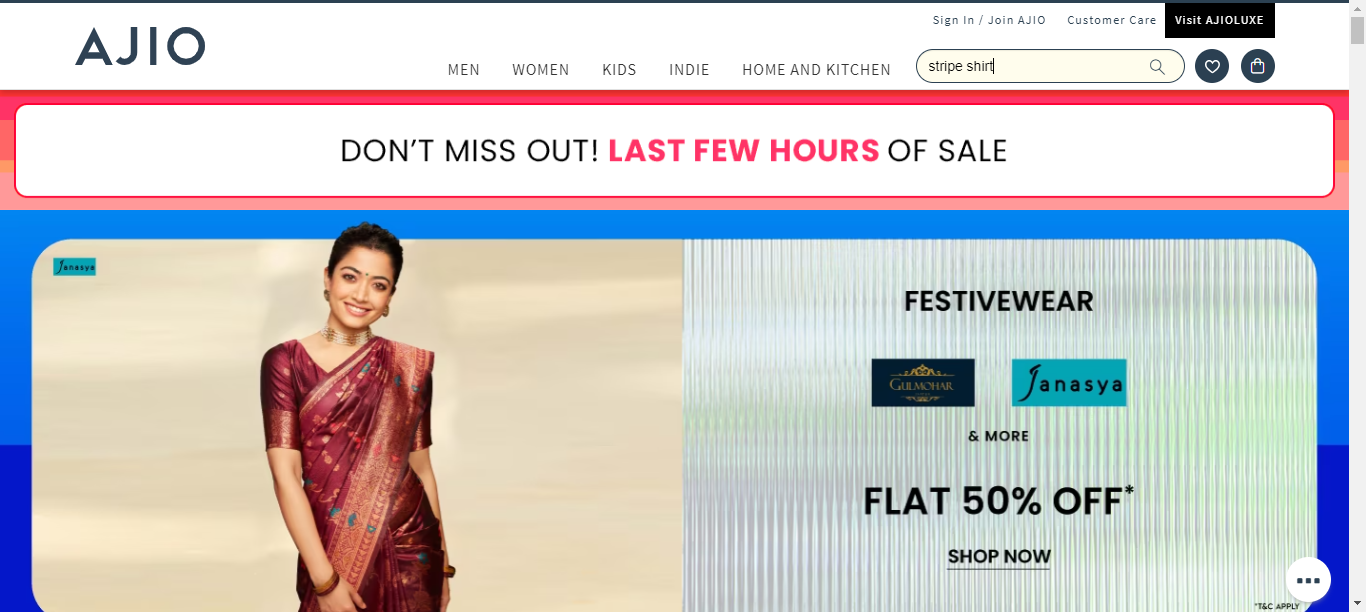 Sign In / Join AJIO Customer Care Visit AJIOLUXE
AJIO
MEN WOMEN KIDS INDIE HOME AND KITCHEN stripe shirt
DON’T MISS OUT! LAST FEW HOURS OF SALE
Janasya
FESTIVEWEAR
GULMOHAR Janasya
& MORE
FLAT 50% OFF*
SHOP NOW
*T&C APPLY